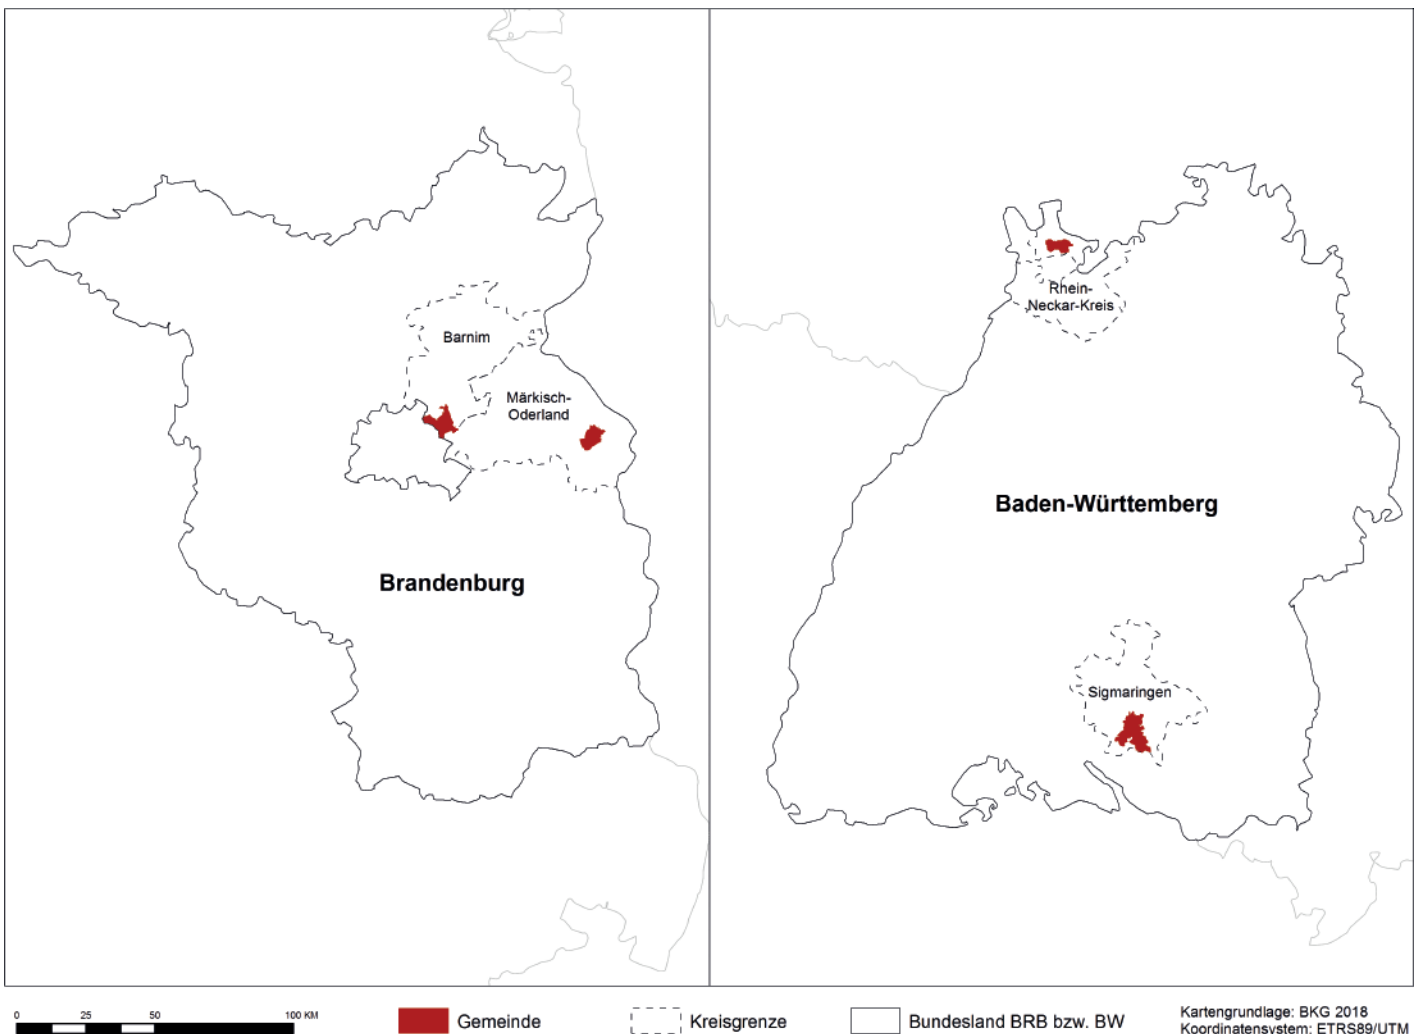 Barnim
Märkisch-
Oderland
Brandenburg
Rhein-
Neckar-Kreis
Baden-Württemberg
Sigmaringen
0 25 50 100 KM
Gemeinde
Kreisgrenze
Bundesland BRB bzw. BW
Kartengrundlage: BKG 2018
Koordinatensystem: ETRS89/UTM